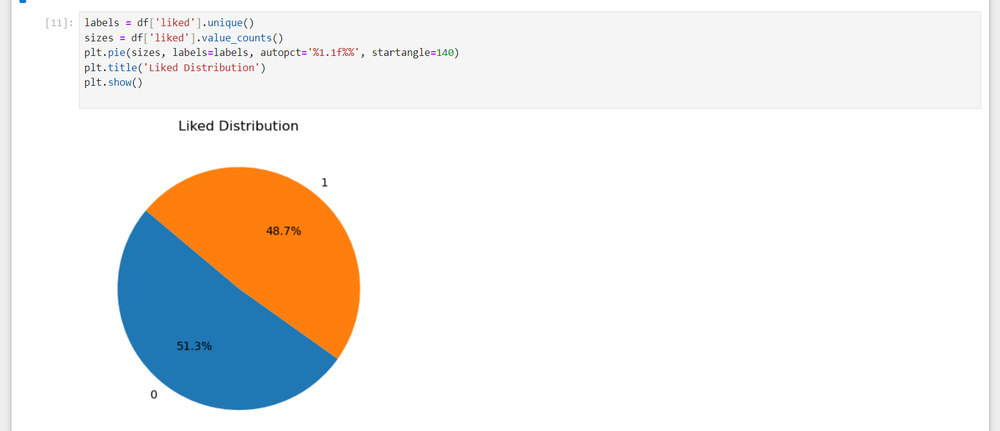 [11]: labels = df['liked'].unique()
sizes = df['liked'].value_counts()
plt.pie(sizes, labels=labels, autopct='%1.1f%%', startangle=140)
plt.title('Liked Distribution')
plt.show()
Liked Distribution
1
48.7%
51.3%
0